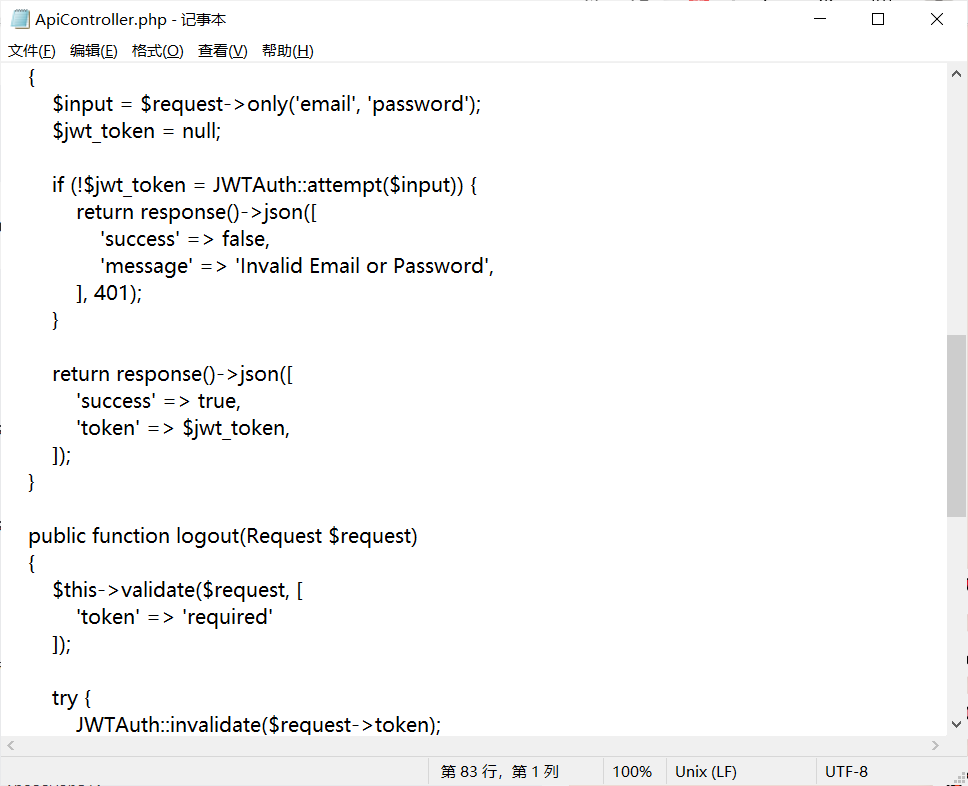 ApiController.php - 记事本
文件(F) 编辑(E) 格式(O) 查看(V) 帮助(H)
{
$input = $request->only('email', 'password');
$jwt_token = null;
if (!$jwt_token = JWTAuth::attempt($input)) {
return response()->json([
'success' => false,
'message' => 'Invalid Email or Password',
], 401);
}
return response()->json([
'success' => true,
'token' => $jwt_token,
]);
}
public function logout(Request $request)
{
$this->validate($request, [
'token' => 'required'
]);
try {
JWTAuth::invalidate($request->token);
第 83 行，第 1 列 100% Unix (LF) UTF-8